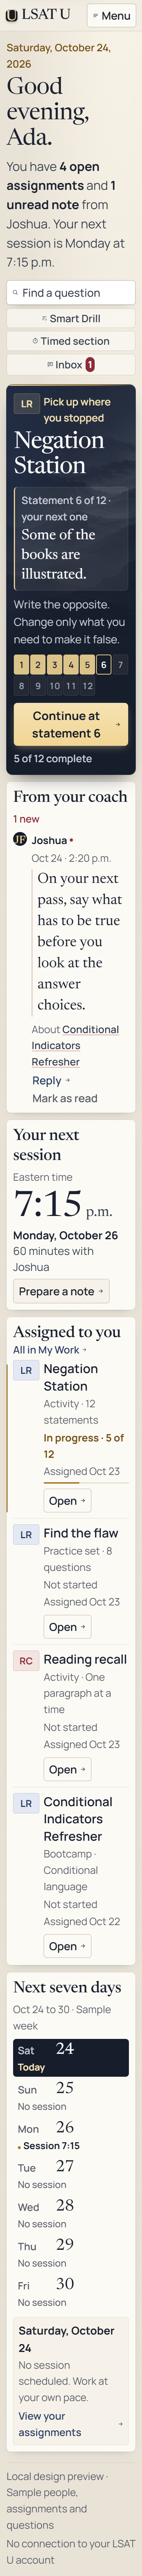 LSAT U
Menu
Saturday, October 24,
2026
Good
evening,
Ada.
You have 4 open
assignments and 1
unread note from
Joshua. Your next
session is Monday at
7:15 p.m.
Find a question
Smart Drill
Timed section
Inbox 1
LR
Pick up where
you stopped
Negation
Station
Statement 6 of 12 ·
your next one
Some of the
books are
illustrated.
Write the opposite.
Change only what you
need to make it false.
1 2 3 4 5 6 7
8 9 10 11 12
Continue at
statement 6 →
5 of 12 complete
From your coach
1 new
JF Joshua
Oct 24 · 2:20 p.m.
On your next
pass, say what
has to be true
before you
look at the
answer
choices.
About Conditional
Indicators
Refresher
Reply →
Mark as read
Your next
session
Eastern time
7:15 p.m.
Monday, October 26
60 minutes with
Joshua
Prepare a note →
Assigned to you
All in My Work →
LR
Negation
Station
Activity · 12
statements
In progress · 5 of
12
Assigned Oct 23
Open →
LR
Find the flaw
Practice set · 8
questions
Not started
Assigned Oct 23
Open →
RC
Reading recall
Activity · One
paragraph at a
time
Not started
Assigned Oct 23
Open →
LR
Conditional
Indicators
Refresher
Bootcamp ·
Conditional
language
Not started
Assigned Oct 22
Open →
Next seven days
Oct 24 to 30 · Sample
week
Sat 24
Today
Sun 25
No session
Mon 26
Session 7:15
Tue 27
No session
Wed 28
No session
Thu 29
No session
Fri 30
No session
Saturday, October
24
No session
scheduled. Work at
your own pace.
View your
assignments →
Local design preview ·
Sample people,
assignments and
questions
No connection to your LSAT
U account